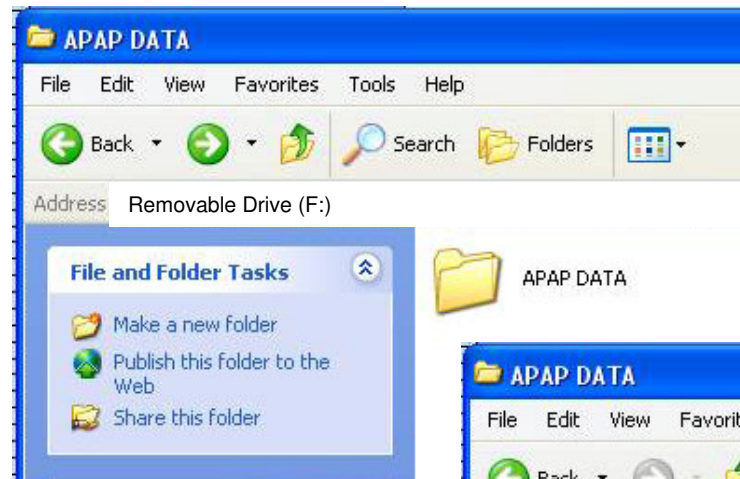 APAP DATA
File Edit View Favorites Tools Help
Back Search Folders
Address Removable Drive (F:)
File and Folder Tasks
Make a new folder
Publish this folder to the
Web
Share this folder
APAP DATA
APAP DATA
File Edit View
Back